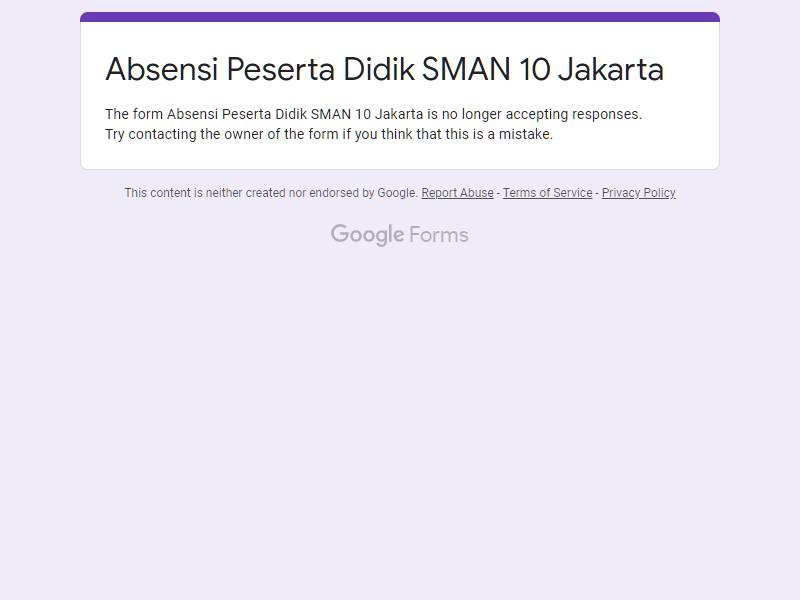 Absensi Peserta Didik SMAN 10 Jakarta
The form Absensi Peserta Didik SMAN 10 Jakarta is no longer accepting responses.
Try contacting the owner of the form if you think that this is a mistake.
This content is neither created nor endorsed by Google. Report Abuse - Terms of Service - Privacy Policy
Google Forms